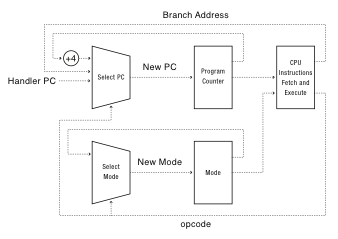 Branch Address
+4
Handler PC
Select PC
New PC
Program
Counter
CPU
Instructions
Fetch and
Execute
Select
Mode
New Mode
Mode
opcode